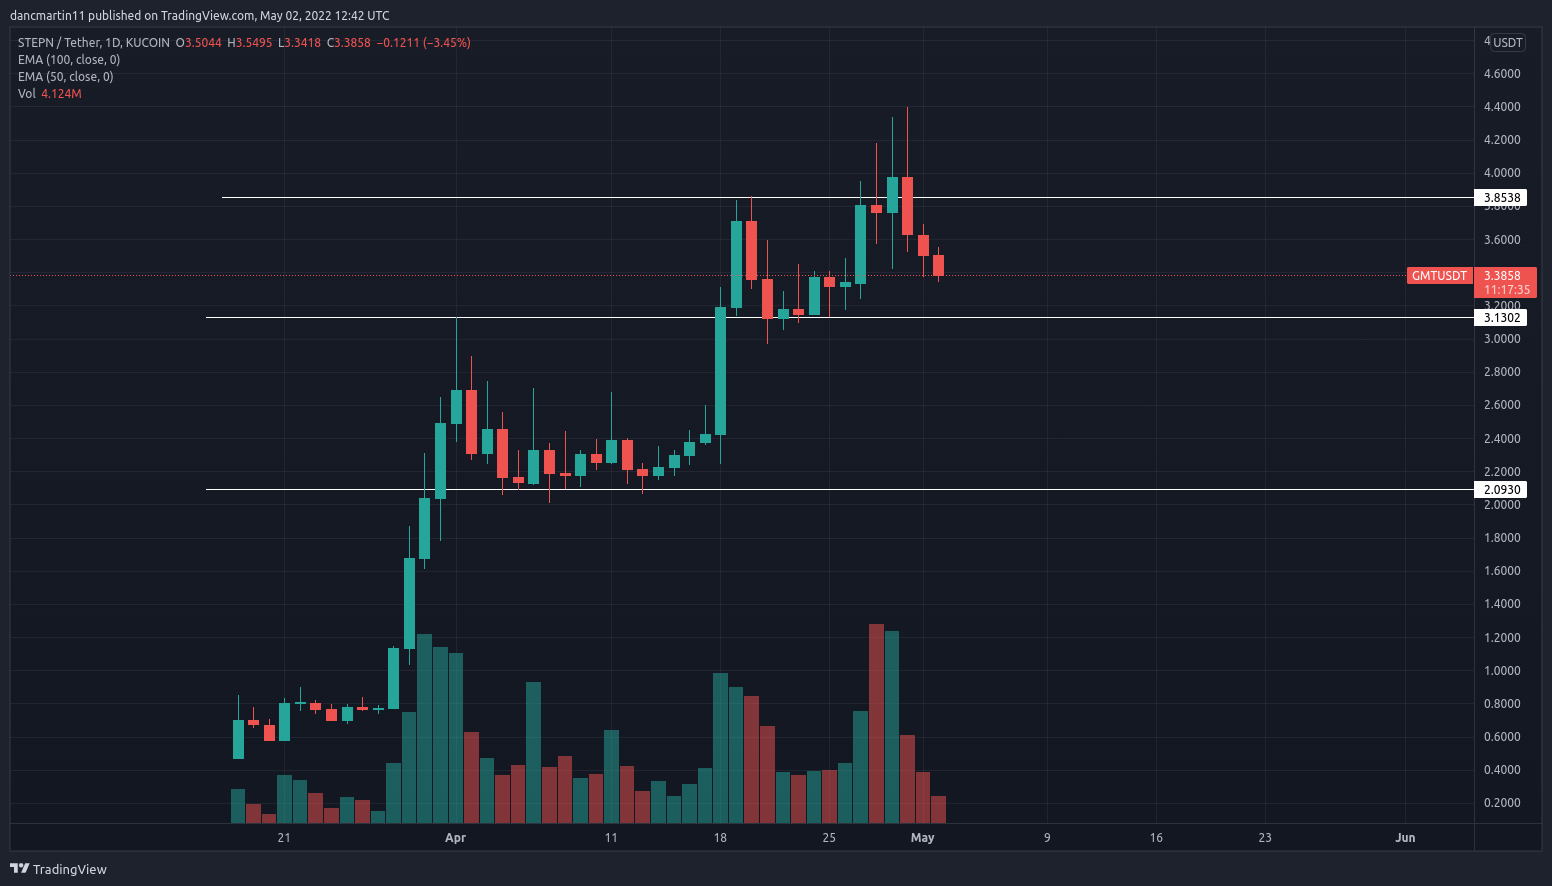 dancmartin11 published on TradingView.com, May 02, 2022 12:42 UTC
STEPN / Tether, 1D, KUCOIN O3.5044 H3.5495 L3.3418 C3.3858 −0.1211 (−3.45%)
EMA (100, close, 0)
EMA (50, close, 0)
Vol 4.124M
4 USDT
4.6000
4.4000
4.2000
4.0000
3.8538
3.8000
3.6000
GMTUSDT 3.3858
11:17:35
3.2000
3.1302
3.0000
2.8000
2.6000
2.4000
2.2000
2.0930
2.0000
1.8000
1.6000
1.4000
1.2000
1.0000
0.8000
0.6000
0.4000
0.2000
21 Apr 11 18 25 May 9 16 23 Jun
TradingView